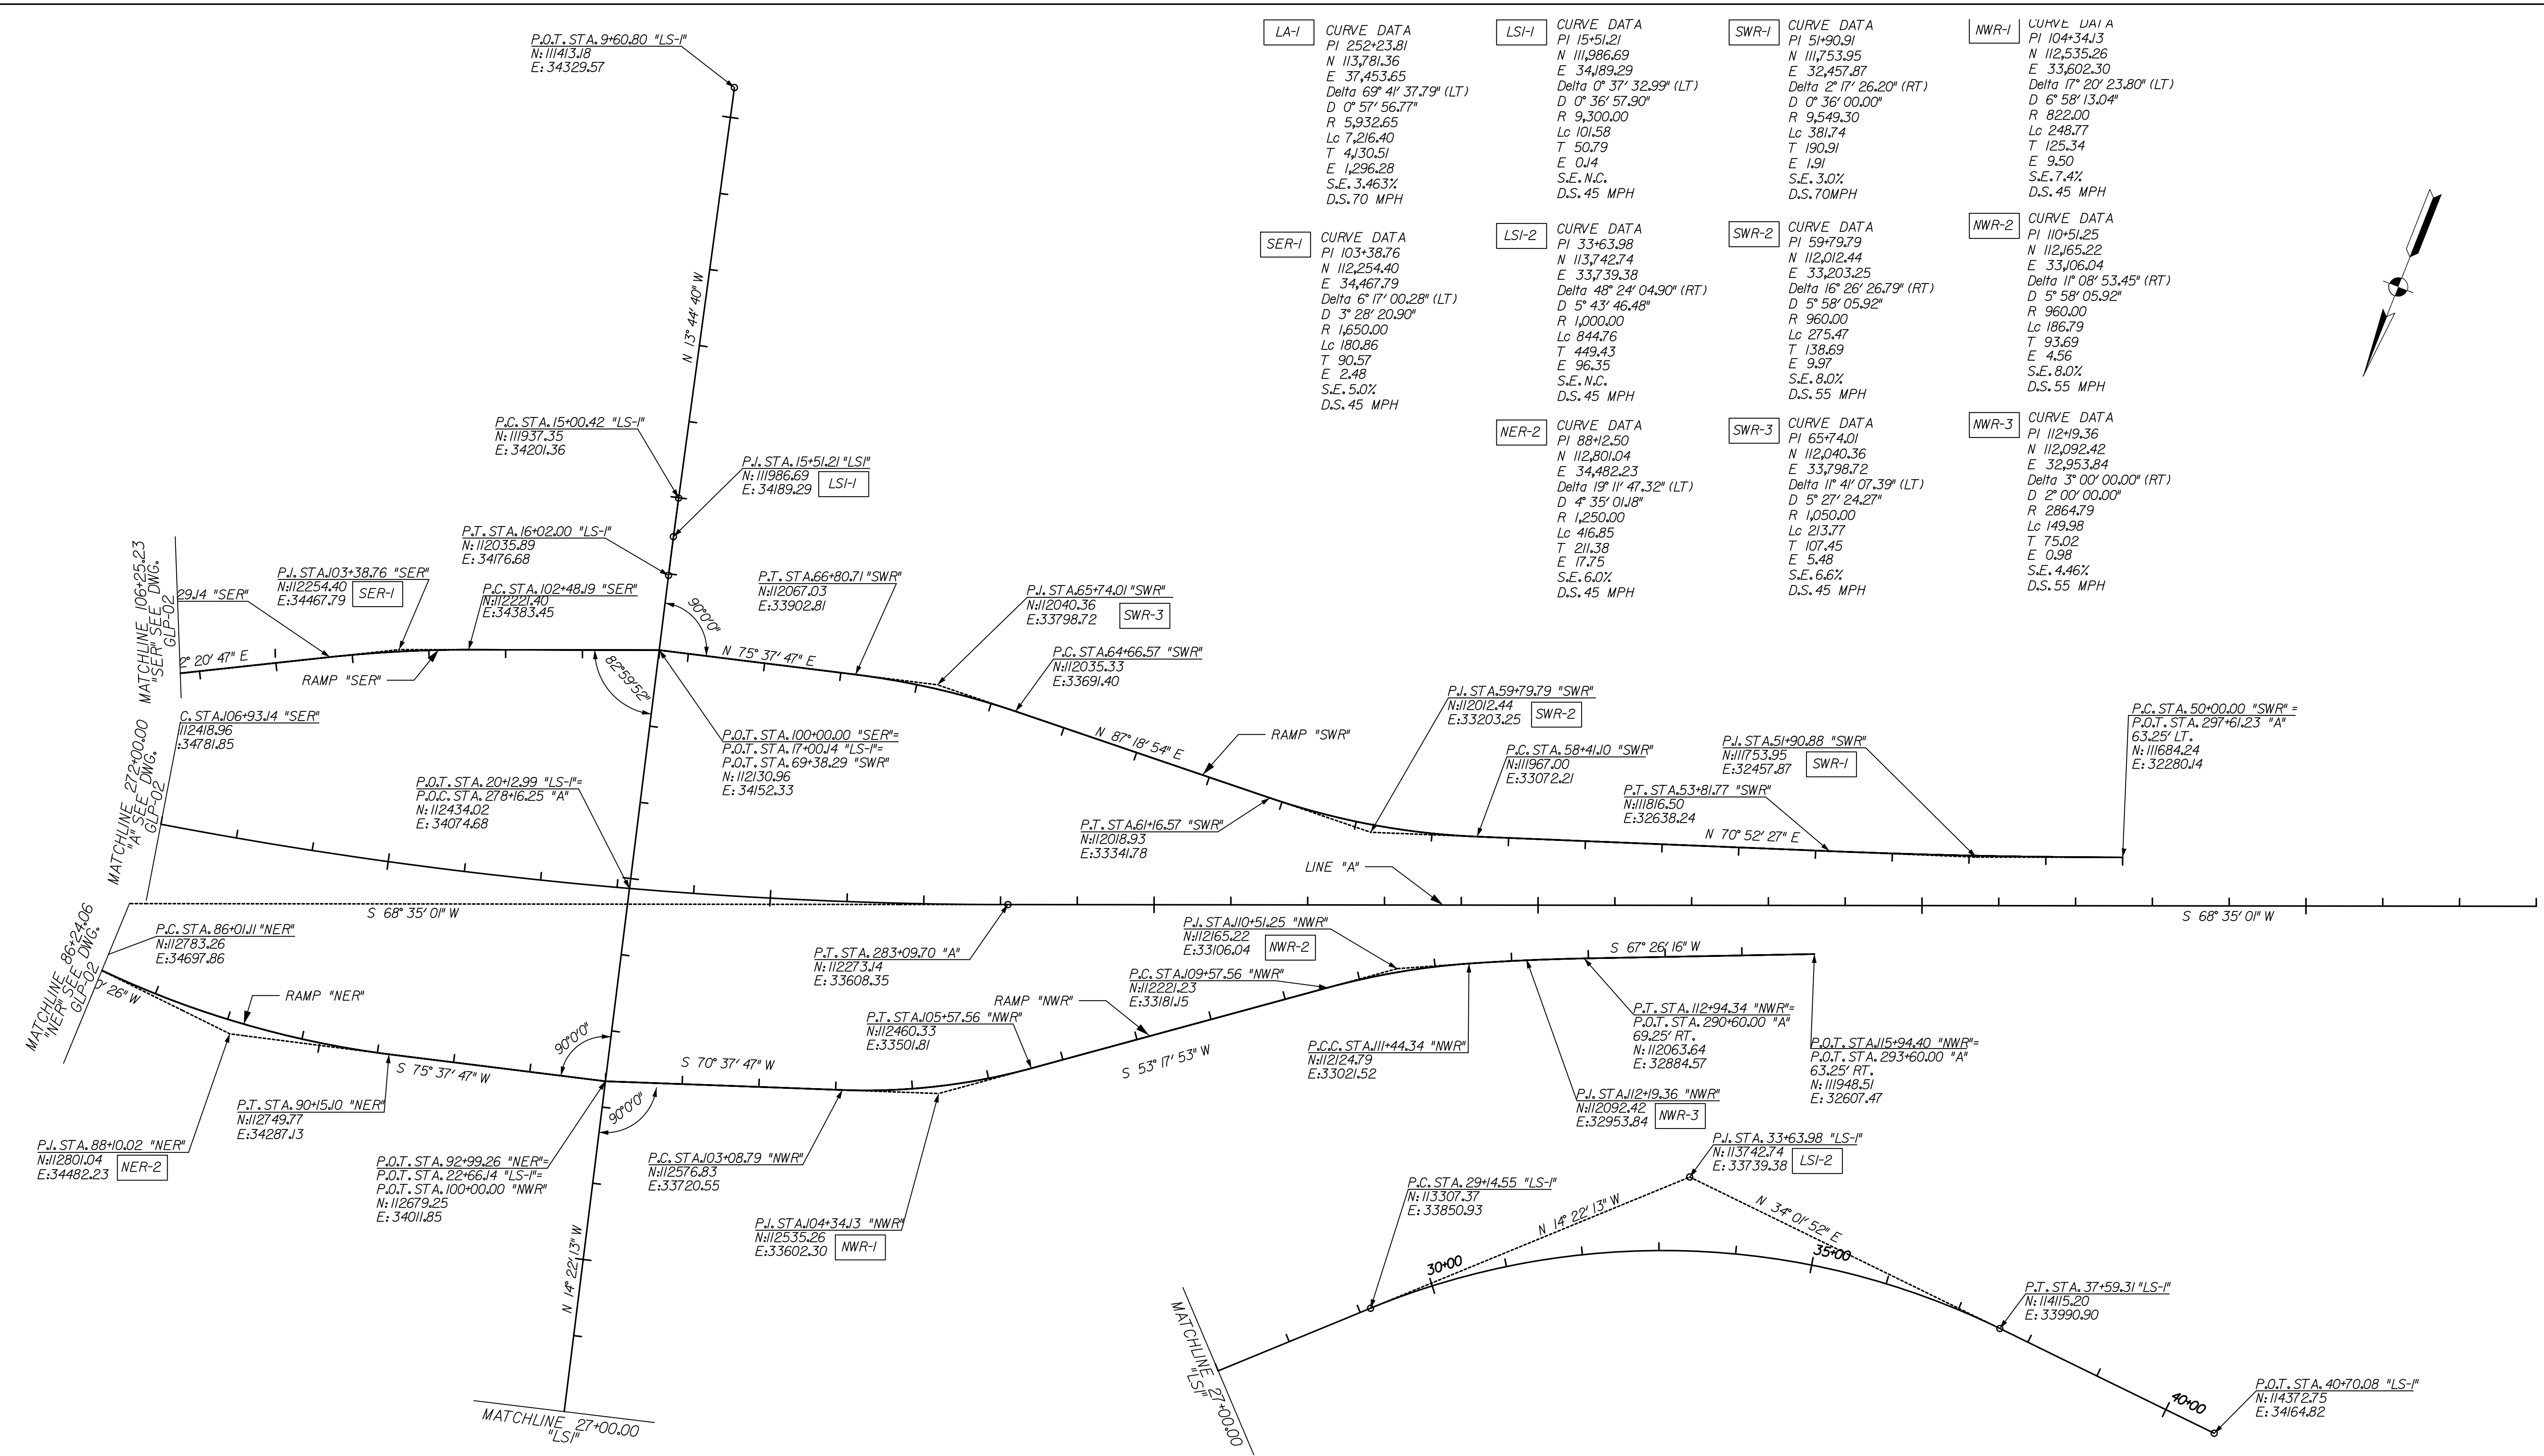 P.O.T. STA. 9+60.80 "LS-1"
N: 111413.18
E: 34329.57
LA-1
CURVE DATA
PI 252+23.81
N 113,781.36
E 37,453.65
Delta 69° 41' 37.79" (LT)
D 0° 57' 56.77"
R 5,932.65
Lc 7,216.40
T 4,130.51
E 1,296.28
S.E. 3.463%
D.S. 70 MPH
LS1-1
CURVE DATA
PI 15+51.21
N 111,986.69
E 34,189.29
Delta 0° 37' 32.99" (LT)
D 0° 36' 57.90"
R 9,300.00
Lc 101.58
T 50.79
E 0.14
S.E. N.C.
D.S. 45 MPH
SWR-1
CURVE DATA
PI 51+90.91
N 111,753.95
E 32,457.87
Delta 2° 17' 26.20" (RT)
D 0° 36' 00.00"
R 9,549.30
Lc 381.74
T 190.91
E 1.91
S.E. 3.0%
D.S. 70MPH
NWR-1
CURVE DATA
PI 104+34.13
N 112,535.26
E 33,602.30
Delta 17° 20' 23.80" (LT)
D 6° 58' 13.04"
R 822.00
Lc 248.77
T 125.34
E 9.50
S.E. 7.4%
D.S. 45 MPH
SER-1
CURVE DATA
PI 103+38.76
N 112,254.40
E 34,467.79
Delta 6° 17' 00.28" (LT)
D 3° 28' 20.90"
R 1,650.00
Lc 180.86
T 90.57
E 2.48
S.E. 5.0%
D.S. 45 MPH
LS1-2
CURVE DATA
PI 33+63.98
N 113,742.74
E 33,739.38
Delta 48° 24' 04.90" (RT)
D 5° 43' 46.48"
R 1,000.00
Lc 844.76
T 449.43
E 96.35
S.E. N.C.
D.S. 45 MPH
SWR-2
CURVE DATA
PI 59+79.79
N 112,012.44
E 33,203.25
Delta 16° 26' 26.79" (RT)
D 5° 58' 05.92"
R 960.00
Lc 275.47
T 138.69
E 9.97
S.E. 8.0%
D.S. 55 MPH
NWR-2
CURVE DATA
PI 110+51.25
N 112,165.22
E 33,106.04
Delta 11° 08' 53.45" (RT)
D 5° 58' 05.92"
R 960.00
Lc 186.79
T 93.69
E 4.56
S.E. 8.0%
D.S. 55 MPH
NER-2
CURVE DATA
PI 88+12.50
N 112,801.04
E 34,482.23
Delta 19° 11' 47.32" (LT)
D 4° 35' 01.18"
R 1,250.00
Lc 416.85
T 211.38
E 17.75
S.E. 6.0%
D.S. 45 MPH
SWR-3
CURVE DATA
PI 65+74.01
N 112,040.36
E 33,798.72
Delta 11° 41' 07.39" (LT)
D 5° 27' 24.27"
R 1,050.00
Lc 213.77
T 107.45
E 5.48
S.E. 6.6%
D.S. 45 MPH
NWR-3
CURVE DATA
PI 112+19.36
N 112,092.42
E 32,953.84
Delta 3° 00' 00.00" (RT)
D 2° 00' 00.00"
R 2864.79
Lc 149.98
T 75.02
E 0.98
S.E. 4.46%
D.S. 55 MPH
N 13° 44' 40" W
P.C. STA. 15+00.42 "LS-1"
N: 111937.35
E: 34201.36
P.I. STA. 15+51.21 "LS1"
N: 111986.69
E: 34189.29
LS1-1
P.T. STA. 16+02.00 "LS-1"
N: 112035.89
E: 34176.68
MATCHLINE 106+25.23
"SER" SEE DWG.
GLP-02
29.14 "SER"
P.I. STA.103+38.76 "SER"
N:112254.40
E:34467.79
SER-1
P.C. STA. 102+48.19 "SER"
N:112221.40
E:34383.45
90°0'0"
P.T. STA.66+80.71 "SWR"
N:112067.03
E:33902.81
P.I. STA.65+74.01 "SWR"
N:112040.36
E:33798.72
SWR-3
P.C. STA.64+66.57 "SWR"
N:112035.33
E:33691.40
2° 20' 47" E
RAMP "SER"
82°59'52"
N 75° 37' 47" E
C. STA.106+93.14 "SER"
112418.96
:34781.85
P.O.T. STA.100+00.00 "SER"=
P.O.T. STA.17+00.14 "LS-1"=
P.O.T. STA.69+38.29 "SWR"
N:112130.96
E:34152.33
N 87° 18' 54" E
RAMP "SWR"
P.I. STA.59+79.79 "SWR"
N:112012.44
E:33203.25
SWR-2
P.C. STA. 58+41.10 "SWR"
N:111967.00
E:33072.21
P.I. STA.51+90.88 "SWR"
N:111753.95
E:32457.87
SWR-1
P.C. STA. 50+00.00 "SWR" =
P.O.T. STA. 297+61.23 "A"
63.25' LT.
N: 111684.24
E: 32280.14
MATCHLINE 272+00.00
"A" SEE DWG.
GLP-02
P.O.T. STA. 20+12.99 "LS-1"=
P.O.C. STA. 278+16.25 "A"
N: 112434.02
E: 34074.68
P.T. STA.61+16.57 "SWR"
N:112018.93
E:33341.78
P.T. STA.53+81.77 "SWR"
N:111816.50
E:32638.24
N 70° 52' 27" E
LINE "A"
S 68° 35' 01" W
S 68° 35' 01" W
MATCHLINE 86+24.06
"NER" SEE DWG.
GLP-02
P.C. STA. 86+01.11 "NER"
N:112783.26
E:34697.86
' 26" W
RAMP "NER"
P.T. STA. 283+09.70 "A"
N: 112273.14
E: 33608.35
P.I. STA.110+51.25 "NWR"
N:112165.22
E:33106.04
NWR-2
S 67° 26' 16" W
P.C. STA.109+57.56 "NWR"
N:112221.23
E:33181.15
RAMP "NWR"
P.T. STA.105+57.56 "NWR"
N:112460.33
E:33501.81
P.C.C. STA.111+44.34 "NWR"
N:112124.79
E:33021.52
P.T. STA.112+94.34 "NWR"=
P.O.T. STA. 290+60.00 "A"
69.25' RT.
N: 112063.64
E: 32884.57
P.O.T. STA.115+94.40 "NWR"=
P.O.T. STA. 293+60.00 "A"
63.25' RT.
N:111948.51
E: 32607.47
90°0'0"
S 75° 37' 47" W
S 70° 37' 47" W
S 53° 17' 53" W
90°0'0"
P.T. STA. 90+15.10 "NER"
N:112749.77
E:34287.13
P.I. STA. 88+10.02 "NER"
N:112801.04
E:34482.23
NER-2
P.O.T. STA. 92+99.26 "NER"=
P.O.T. STA. 22+66.14 "LS-1"=
P.O.T. STA.100+00.00 "NWR"
N: 112679.25
E: 34011.85
P.C. STA.103+08.79 "NWR"
N:112576.83
E:33720.55
P.I. STA.104+34.13 "NWR"
N:112535.26
E:33602.30
NWR-1
P.I. STA.112+19.36 "NWR"
N:112092.42
E: 32953.84
NWR-3
P.I. STA. 33+63.98 "LS-1"
N: 113742.74
E: 33739.38
LS1-2
P.C. STA. 29+14.55 "LS-1"
N: 113307.37
E: 33850.93
N 14° 22' 13" W
N 34° 01' 52" E
N 14° 22' 13" W
30+00
35+00
P.T. STA. 37+59.31 "LS-1"
N: 114115.20
E: 33990.90
MATCHLINE 27+00.00
"LS1"
MATCHLINE 27+00.00
"LS1"
40+00
P.O.T. STA. 40+70.08 "LS-1"
N:114372.75
E: 34164.82